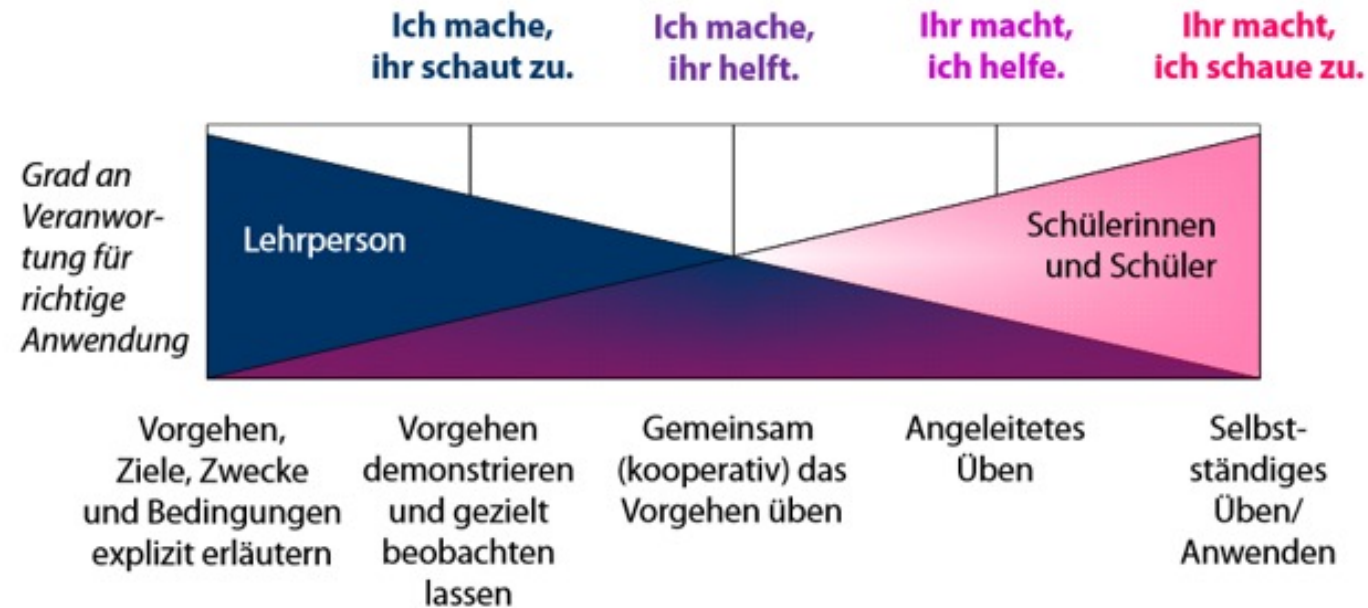 Ich mache,
ihr schaut zu.
Ich mache,
ihr helft.
Ihr macht,
ich helfe.
Ihr macht,
ich schaue zu.
Grad an
Veranwor-
tung für
richtige
Anwendung
Lehrperson
Schülerinnen
und Schüler
Vorgehen,
Ziele, Zwecke
und Bedingungen
explizit erläutern
Vorgehen
demonstrieren
und gezielt
beobachten
lassen
Gemeinsam
(kooperativ) das
Vorgehen üben
Angeleitetes
Üben
Selbst-
ständiges
Üben/
Anwenden